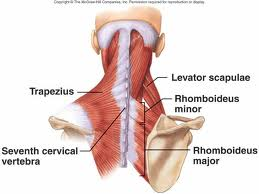 Copyright © The McGraw-Hill Companies, Inc. Permission required for reproduction or display.
Levator scapulae
Trapezius
Rhomboideus
minor
Seventh cervical
vertebra
Rhomboideus
major